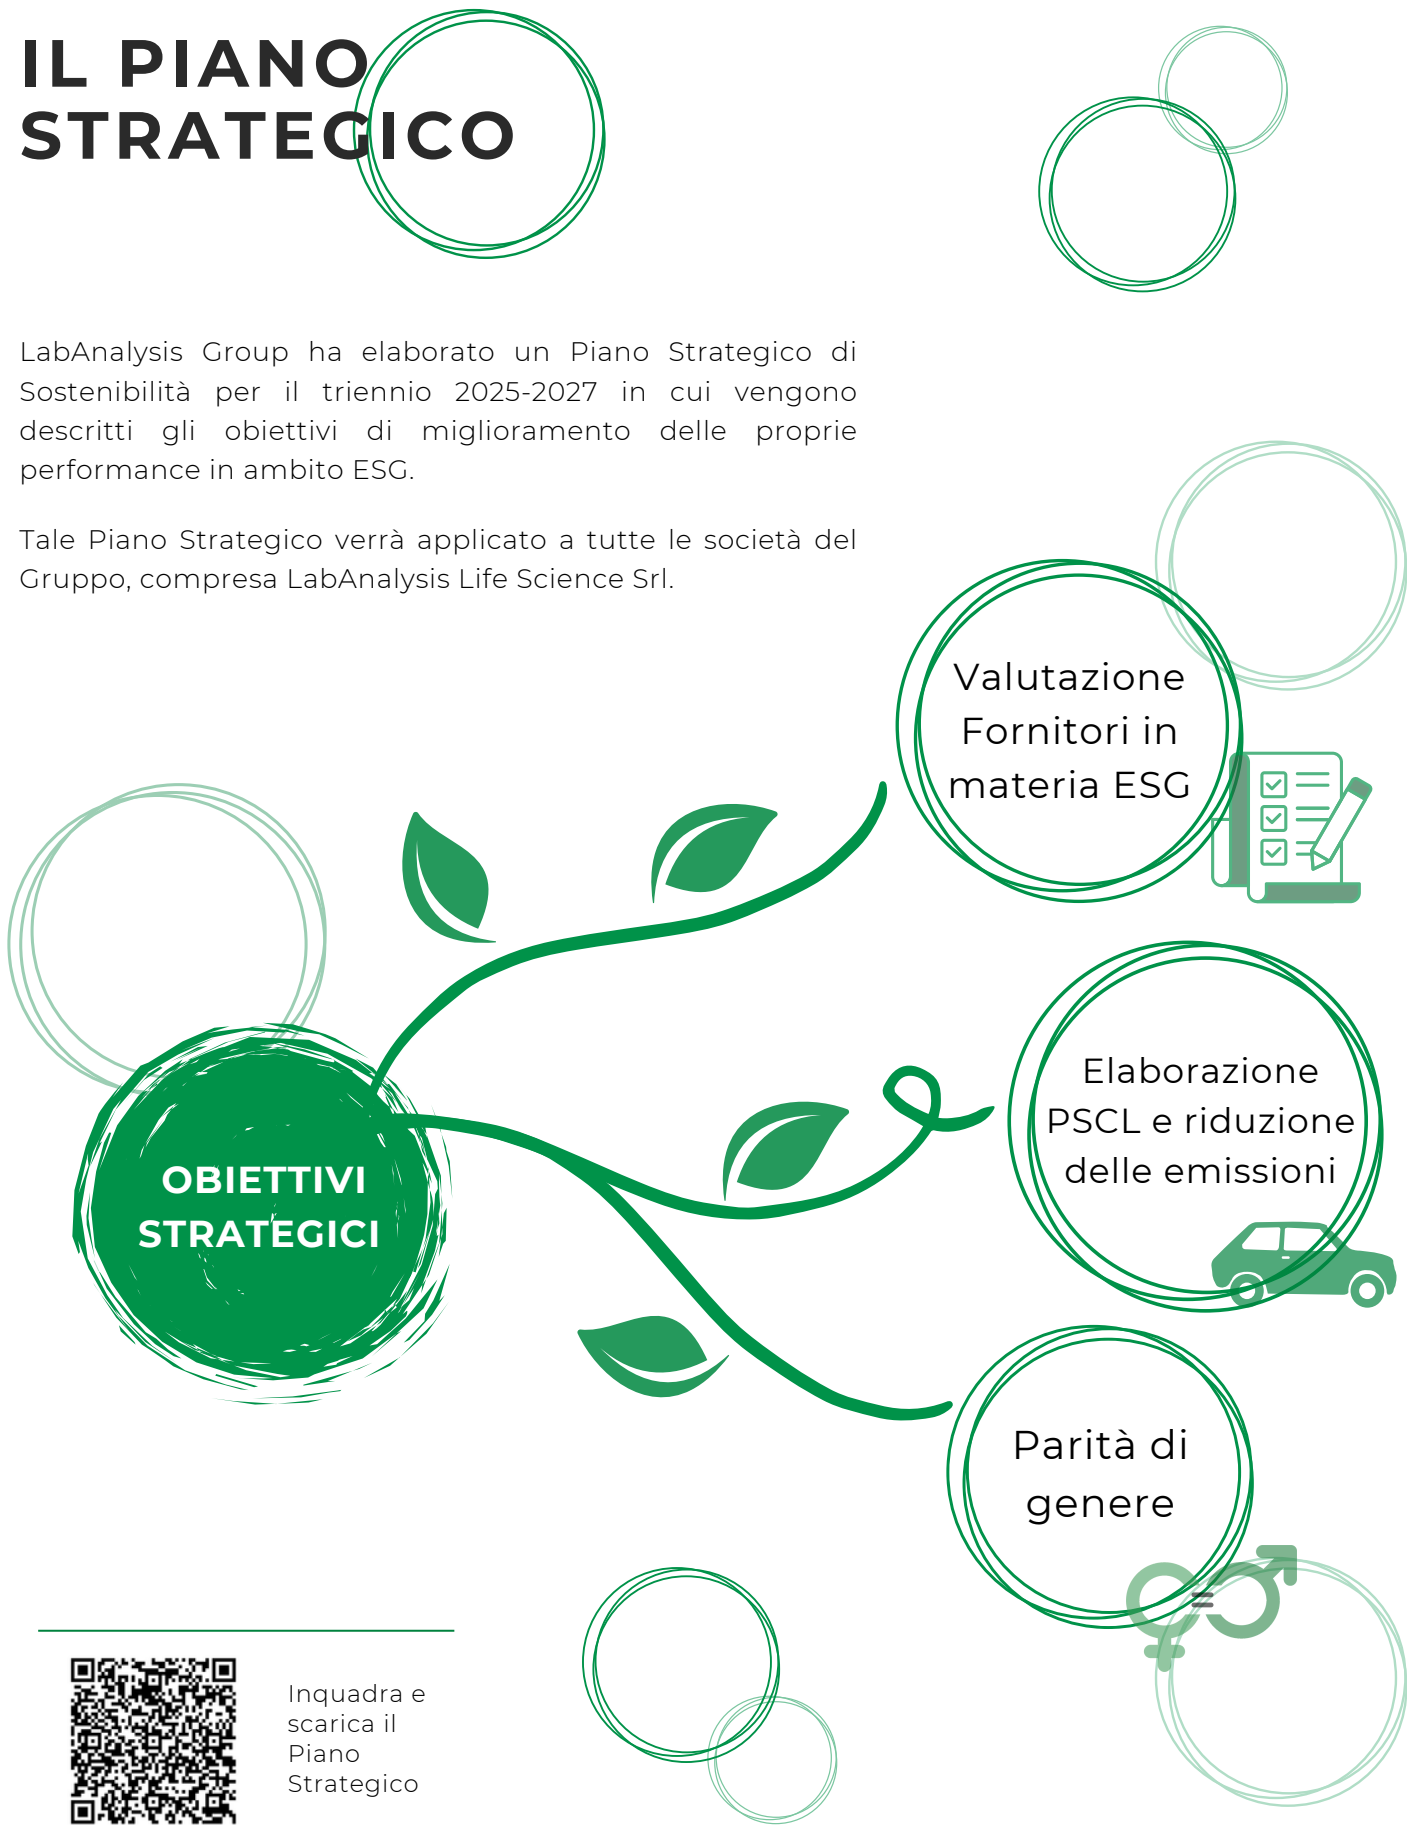 IL PIANO
STRATEGICO
LabAnalysis Group ha elaborato un Piano Strategico di
Sostenibilità per il triennio 2025-2027 in cui vengono
descritti gli obiettivi di miglioramento delle proprie
performance in ambito ESG.
Tale Piano Strategico verrà applicato a tutte le società del
Gruppo, compresa LabAnalysis Life Science Srl.
Valutazione
Fornitori in
materia ESG
OBIETTIVI
STRATEGICI
Elaborazione
PSCL e riduzione
delle emissioni
Parità di
genere
Inquadra e
scarica il
Piano
Strategico